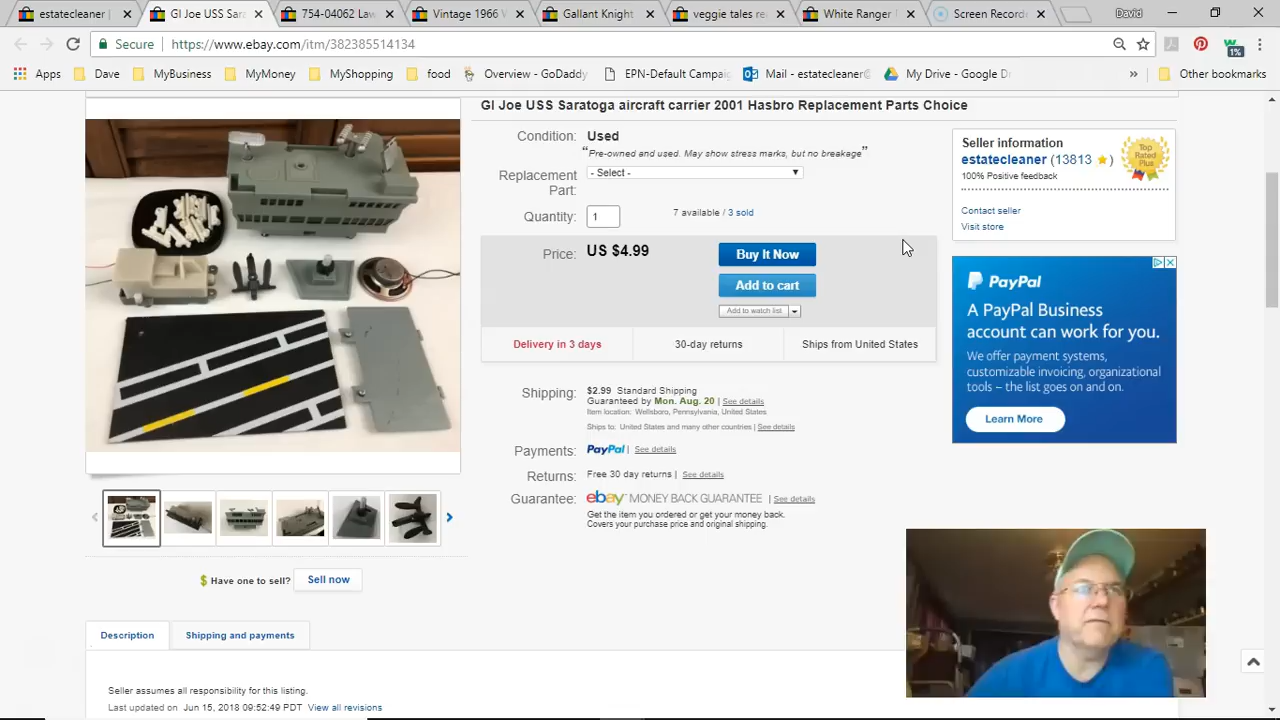 estatecleaner |
GI Joe USS Sara
754-04062 Law
Vintage 1966 V
Gallant Knight
veggie tales re
White Ranger
Screen Record
David
Secure
https://www.ebay.com/itm/382385514134
1%
Apps
Dave
MyBusiness
MyMoney
MyShopping
food
Overview - GoDaddy
EPN-Default Campa
Mail - estatecleaner@
My Drive - Google Dr
»
Other bookmarks
GI Joe USS Saratoga aircraft carrier 2001 Hasbro Replacement Parts Choice
Condition: Used
“Pre-owned and used. May show stress marks, but no breakage”
Replacement
Part:
- Select -
Quantity: 1
7 available / 3 sold
Price: US $4.99
Buy It Now
Add to cart
Add to watch list
Delivery in 3 days
30-day returns
Ships from United States
Shipping: $2.99 Standard Shipping
Guaranteed by Mon. Aug. 20 | See details
Item location: Wellsboro, Pennsylvania, United States
Ships to: United States and many other countries | See details
Payments: PayPal | See details
Returns: Free 30 day returns | See details
Guarantee: ebay MONEY BACK GUARANTEE | See details
Get the item you ordered or get your money back.
Covers your purchase price and original shipping.
Seller information
estatecleaner (13813 )
100% Positive feedback
Top
Rated
Plus
Contact seller
Visit store
PayPal
A PayPal Business
account can work for you.
We offer payment systems,
customizable invoicing, organizational
tools – the list goes on and on.
Learn More
Have one to sell? Sell now
Description
Shipping and payments
Seller assumes all responsibility for this listing.
Last updated on Jun 15, 2018 09:52:49 PDT View all revisions